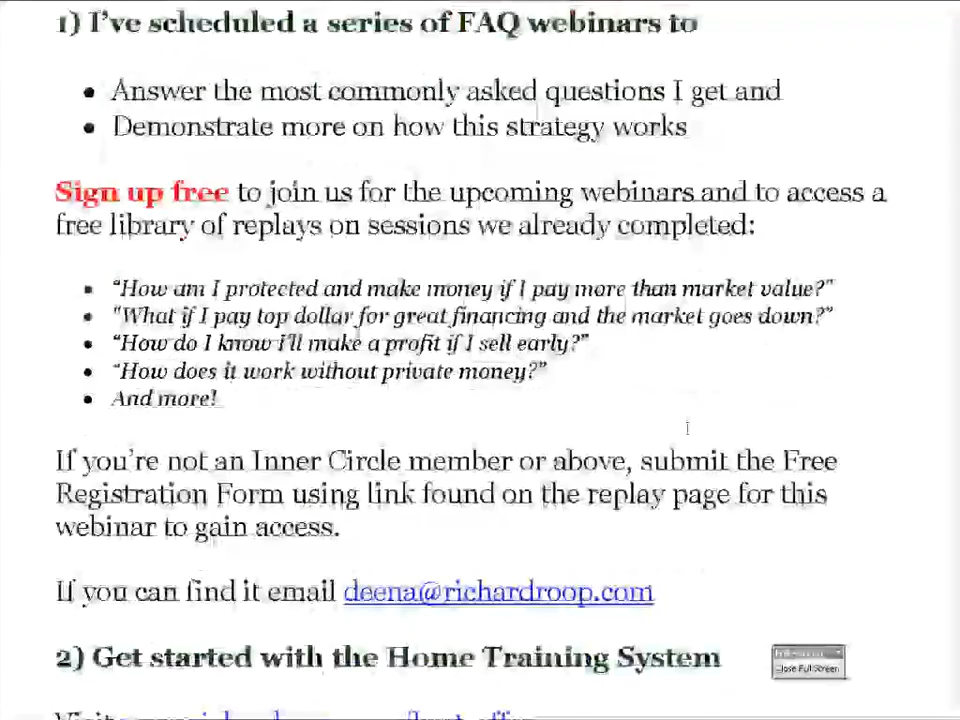 1) I've scheduled a series of FAQ webinars to
• Answer the most commonly asked questions I get and
• Demonstrate more on how this strategy works
Sign up free to join us for the upcoming webinars and to access a
free library of replays on sessions we already completed:
• "How am I protected and make money if I pay more than market value?"
• "What if I pay top dollar for great financing and the market goes down?"
• "How do I know i'll make a profit if I sell early?"
• "How does it work without private money?"
• And more!
If you're not an Inner Circle member or above, submit the Free
Registration Form using link found on the replay page for this
webinar to gain access.
If you can find it email deena@richardroop.com
2) Get started with the Home Training System
Close Full Screen